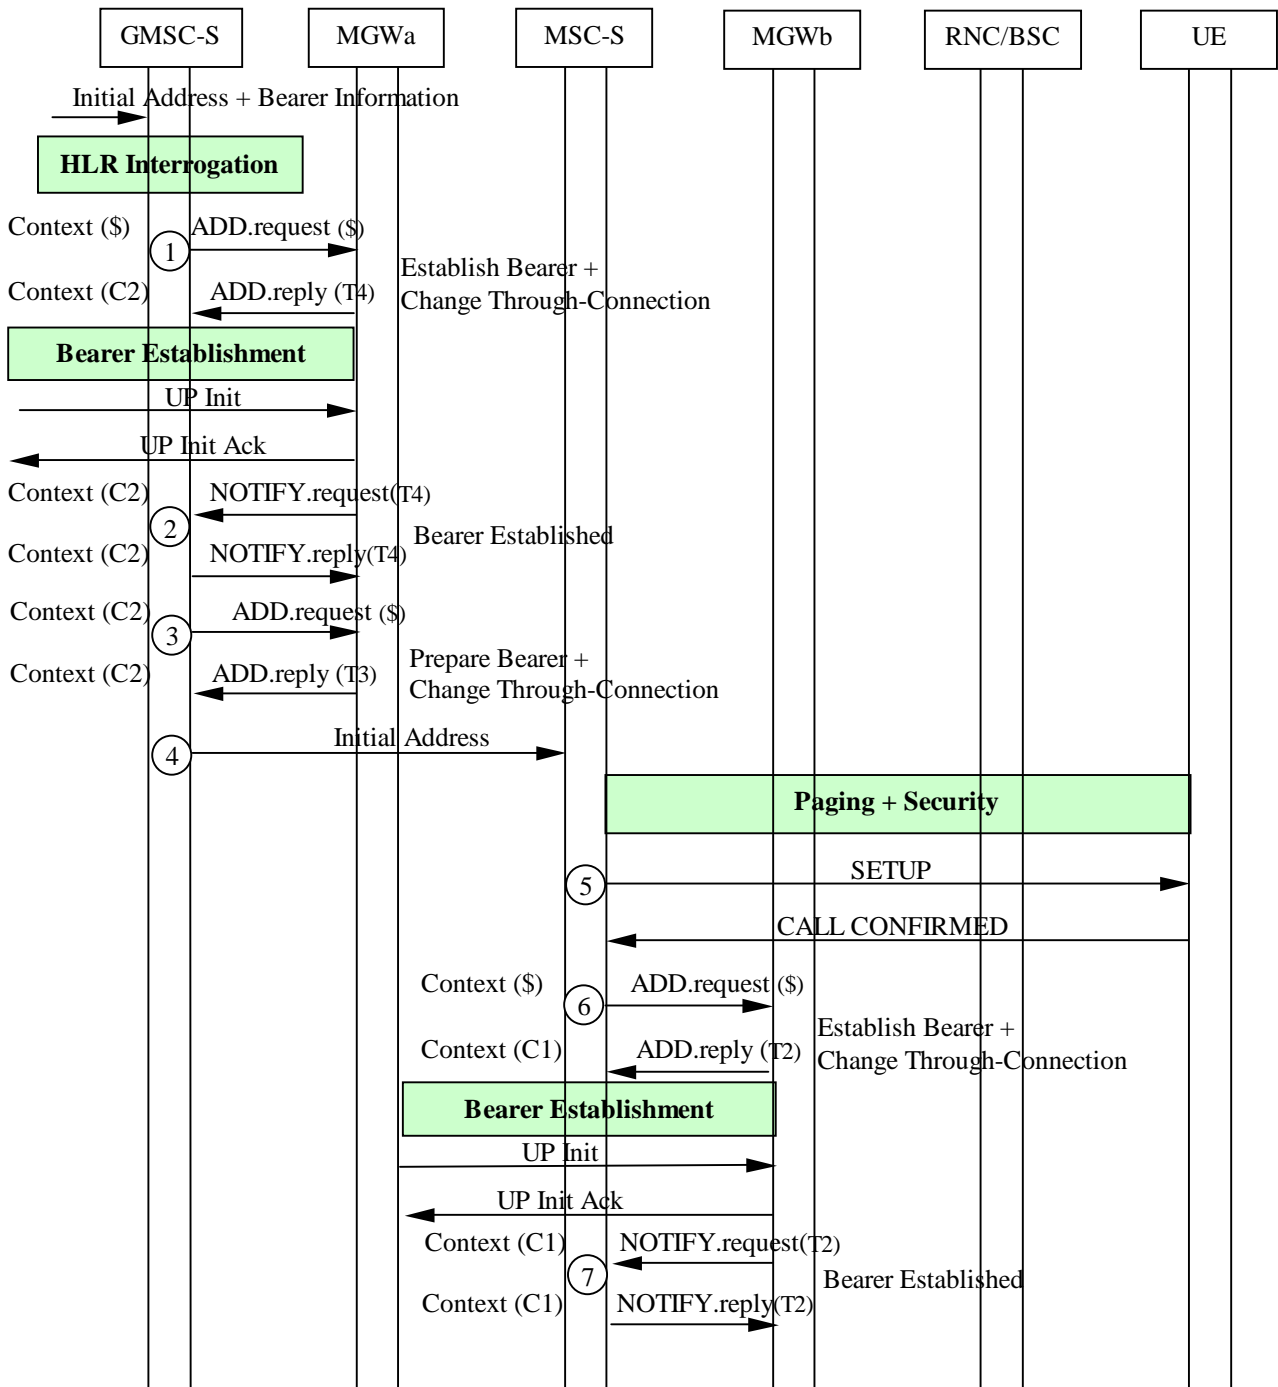 GMSC-S MGWa MSC-S MGWb RNC/BSC UE
Initial Address + Bearer Information
HLR Interrogation
Context ($) ADD.request ($)
1
Establish Bearer +
Context (C2) ADD.reply (T4)
Change Through-Connection
Bearer Establishment
UP Init
UP Init Ack
Context (C2) NOTIFY.request(T4)
2
Bearer Established
Context (C2) NOTIFY.reply(T4)
Context (C2) ADD.request ($)
3
Prepare Bearer +
Context (C2) ADD.reply (T3)
Change Through-Connection
Initial Address
4
Paging + Security
SETUP
5
CALL CONFIRMED
Context ($) ADD.request ($)
6
Establish Bearer +
Context (C1) ADD.reply (T2)
Change Through-Connection
Bearer Establishment
UP Init
UP Init Ack
Context (C1) NOTIFY.request(T2)
7
Bearer Established
Context (C1) NOTIFY.reply(T2)